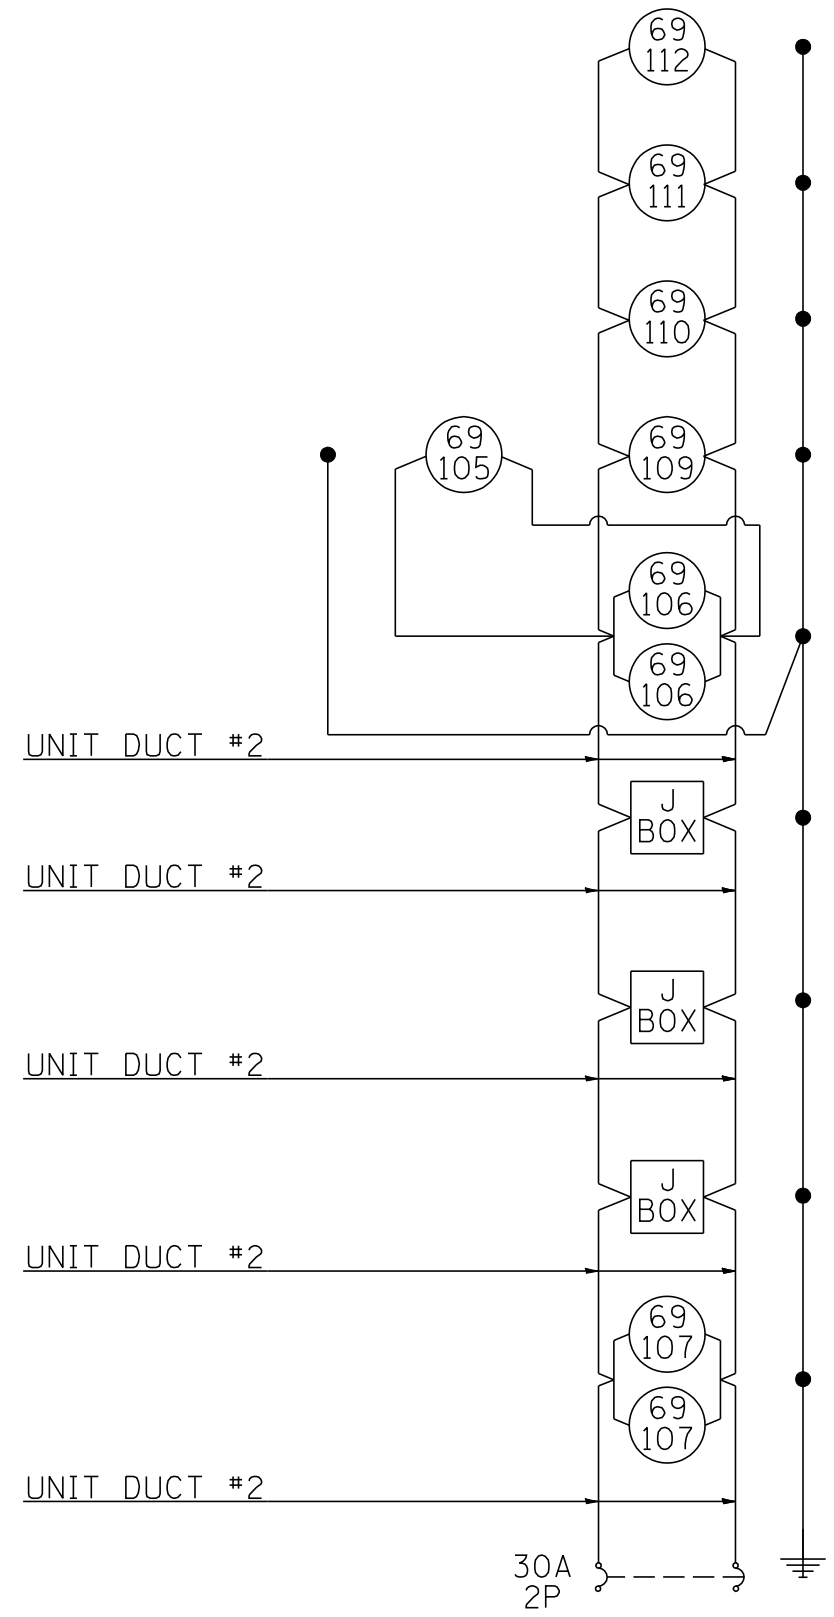 69
112
69
111
69
110
69
105
69
109
69
106
69
106
UNIT DUCT #2
J
BOX
UNIT DUCT #2
J
BOX
UNIT DUCT #2
J
BOX
UNIT DUCT #2
69
107
69
107
UNIT DUCT #2
30A
2P